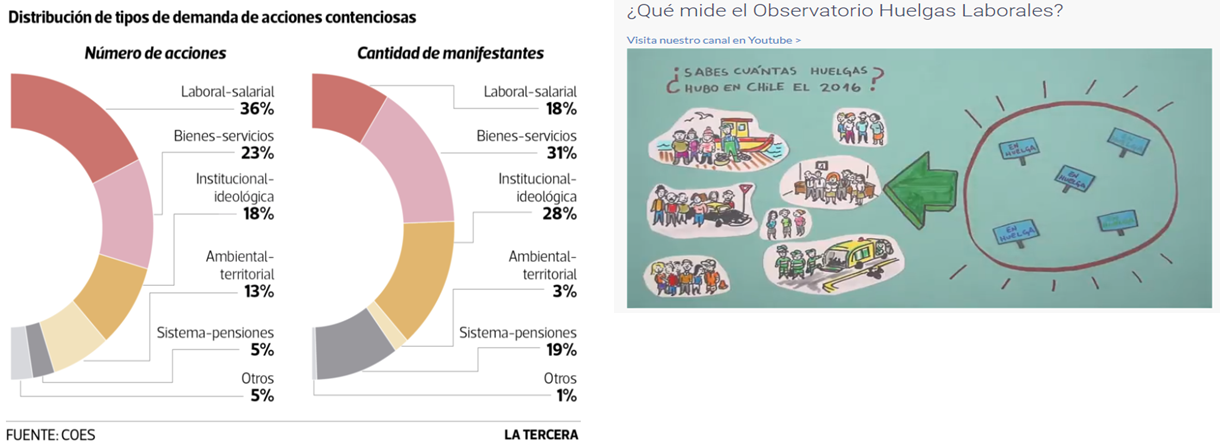 Distribución de tipos de demanda de acciones contenciosas
Número de acciones
Laboral-salarial
36%
Bienes-servicios
23%
Institucional-
ideológica
18%
Ambiental-
territorial
13%
Sistema-pensiones
5%
Otros
5%
Cantidad de manifestantes
Laboral-salarial
18%
Bienes-servicios
31%
Institucional-
ideológica
28%
Ambiental-
territorial
3%
Sistema-pensiones
19%
Otros
1%
FUENTE: COES
LA TERCERA
¿Qué mide el Observatorio Huelgas Laborales?
Visita nuestro canal en Youtube >
¿SABES CUÁNTAS HUELGAS
HUBO EN CHILE EL 2016?
EN
HUELGA
EN
HUELGA
EN
HUELGA